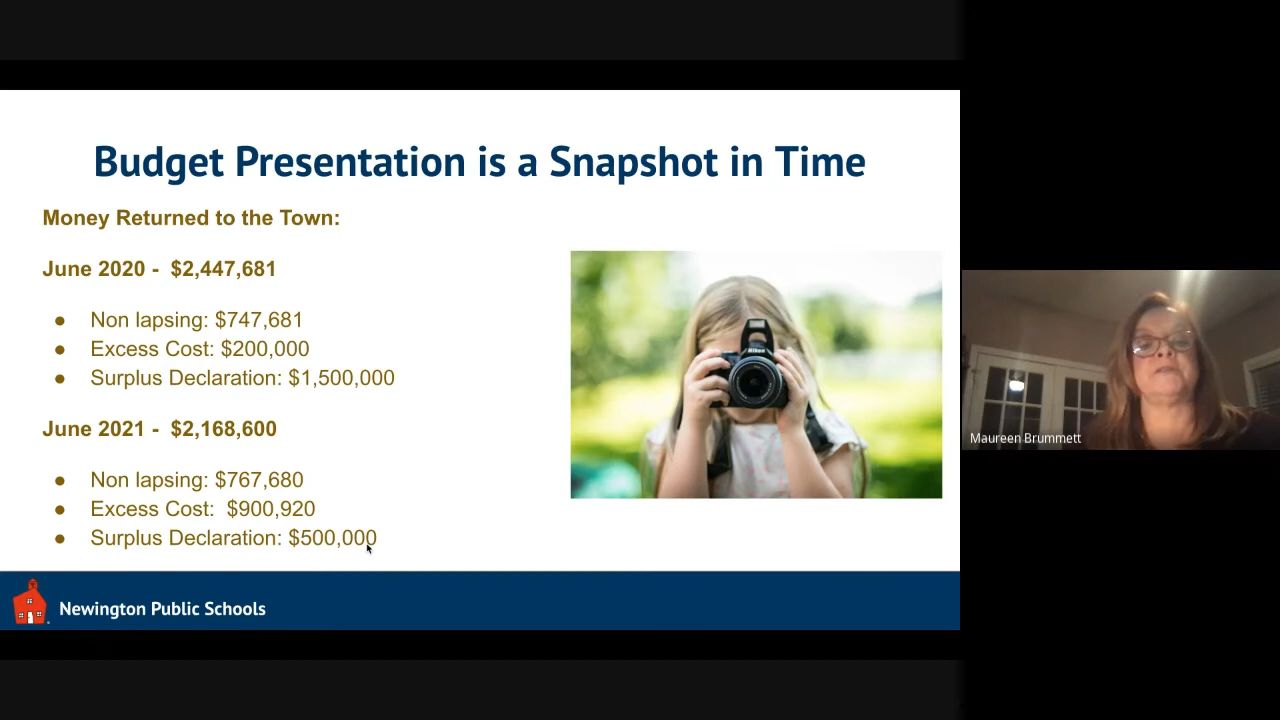 Budget Presentation is a Snapshot in Time
Money Returned to the Town:
June 2020 - $2,447,681
● Non lapsing: $747,681
● Excess Cost: $200,000
● Surplus Declaration: $1,500,000
June 2021 - $2,168,600
● Non lapsing: $767,680
● Excess Cost: $900,920
● Surplus Declaration: $500,000
Nikon
Maureen Brummett
Newington Public Schools